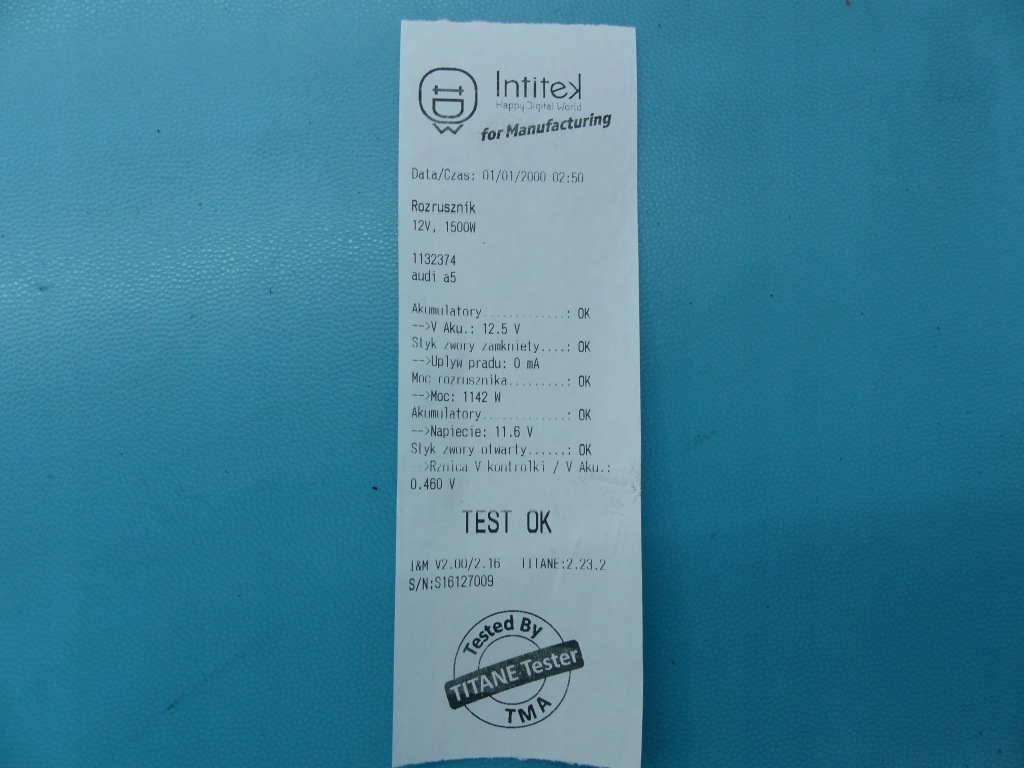 Intitek
Happy Digital World
for Manufacturing
Data/Czas: 01/01/2000 02:50
Rozrusznik
12V, 1500W
1132374
audi a5
Akumulatory............: OK
-->V Aku.: 12.5 V
Styk zwory zamkniety....: OK
-->Uplyw pradu: 0 mA
Moc rozrusznika.........: OK
-->Moc: 1142 W
Akumulatory............: OK
-->Napiecie: 11.6 V
Styk zwory otwarty......: OK
-->Rznica V kontrolki / V Aku.:
0.460 V
TEST OK
I&M V2.00/2.16 TITANE:2.23.2
S/N:S16127009
Tested By
TITANE Tester
TMA